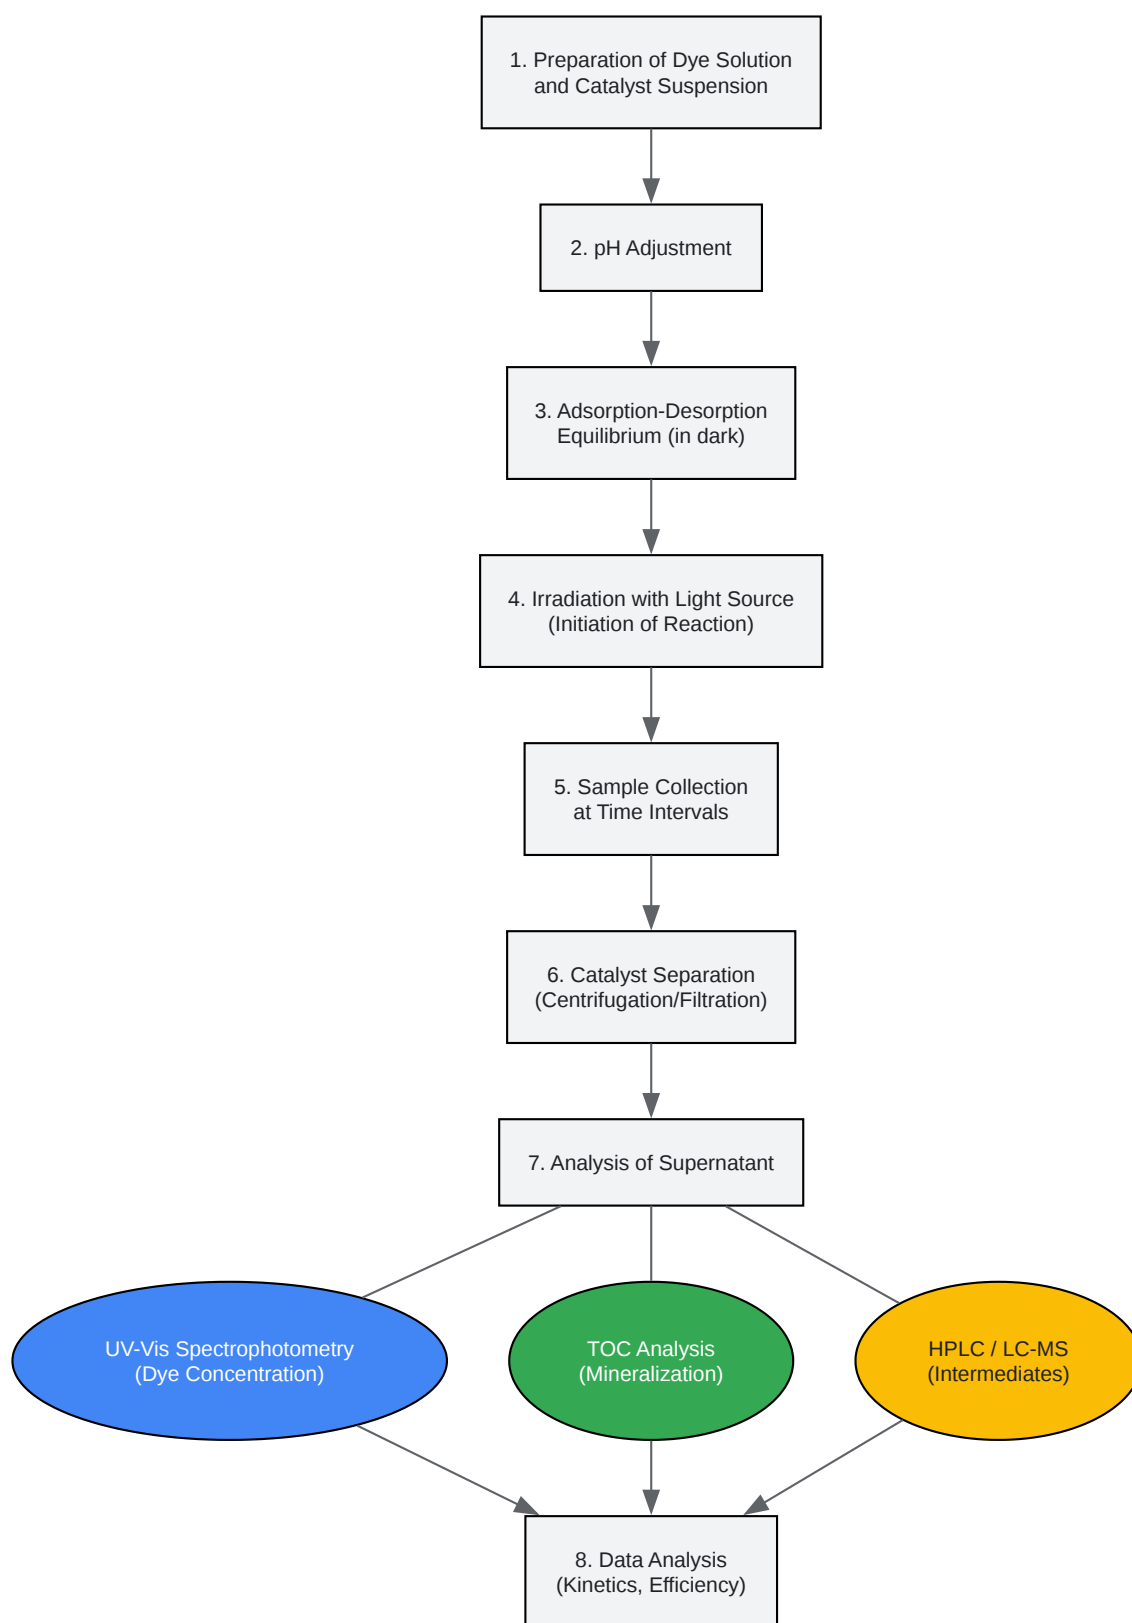 1. Preparation of Dye Solution
and Catalyst Suspension
2. pH Adjustment
3. Adsorption-Desorption
Equilibrium (in dark)
4. Irradiation with Light Source
(Initiation of Reaction)
5. Sample Collection
at Time Intervals
6. Catalyst Separation
(Centrifugation/Filtration)
7. Analysis of Supernatant
UV-Vis Spectrophotometry
(Dye Concentration)
TOC Analysis
(Mineralization)
HPLC / LC-MS
(Intermediates)
8. Data Analysis
(Kinetics, Efficiency)